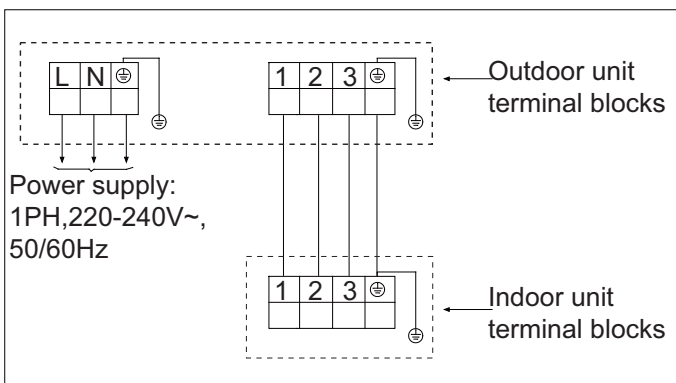 L N ⏚
1 2 3 ⏚
Outdoor unit
terminal blocks
Power supply:
1PH,220-240V~,
50/60Hz
1 2 3 ⏚
Indoor unit
terminal blocks